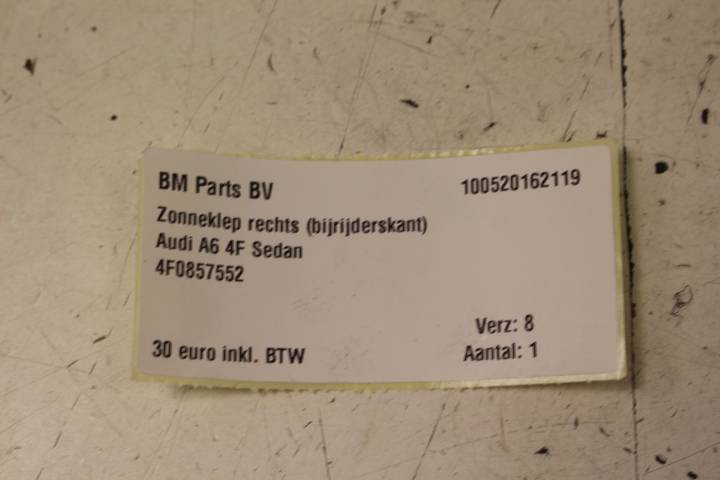 BM Parts BV
100520162119
Zonneklep rechts (bijrijderskant)
Audi A6 4F Sedan
4F0857552
Verz: 8
30 euro inkl. BTW
Aantal: 1